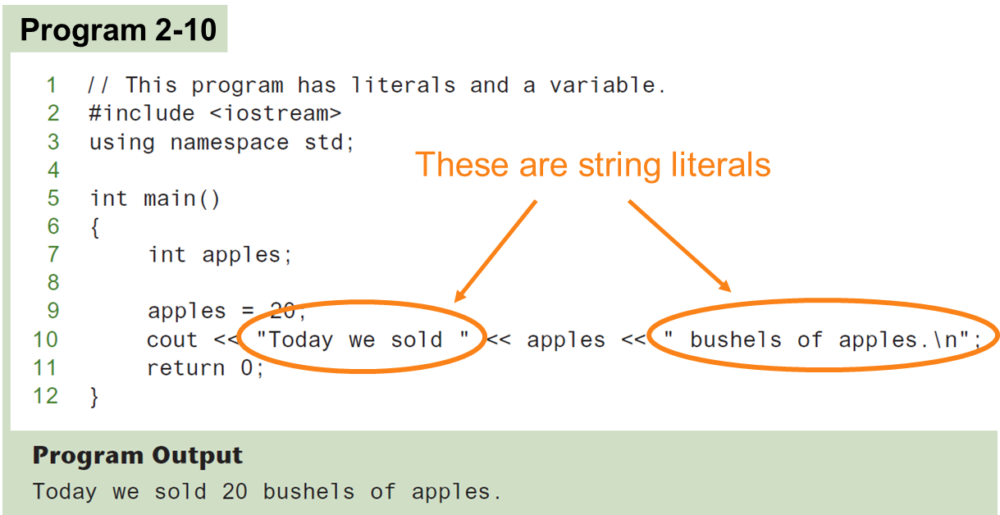 Program 2-10
1 // This program has literals and a variable.
2 #include <iostream>
3 using namespace std;
4
These are string literals
5 int main()
6 {
7 int apples;
8
9 apples = 20;
10 cout << "Today we sold " << apples << " bushels of apples.\n";
11 return 0;
12 }
Program Output
Today we sold 20 bushels of apples.